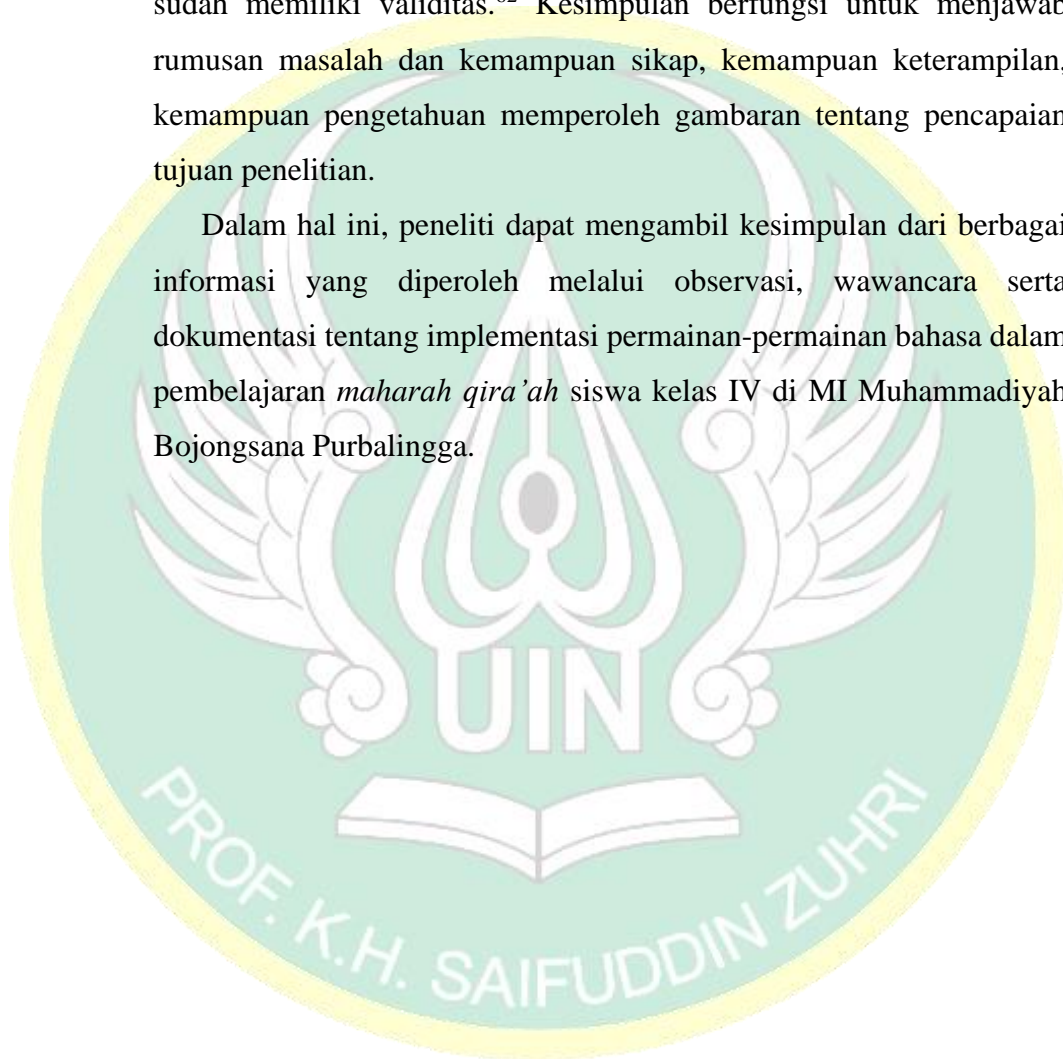 sudah memiliki validitas.⁶² Kesimpulan berfungsi untuk menjawab
rumusan masalah dan kemampuan sikap, kemampuan keterampilan,
kemampuan pengetahuan memperoleh gambaran tentang pencapaian
tujuan penelitian.
Dalam hal ini, peneliti dapat mengambil kesimpulan dari berbagai
informasi yang diperoleh melalui observasi, wawancara serta
dokumentasi tentang implementasi permainan-permainan bahasa dalam
pembelajaran maharah qira’ah siswa kelas IV di MI Muhammadiyah
Bojongsana Purbalingga.
UIN
PROF. K.H. SAIFUDDIN ZUHRI